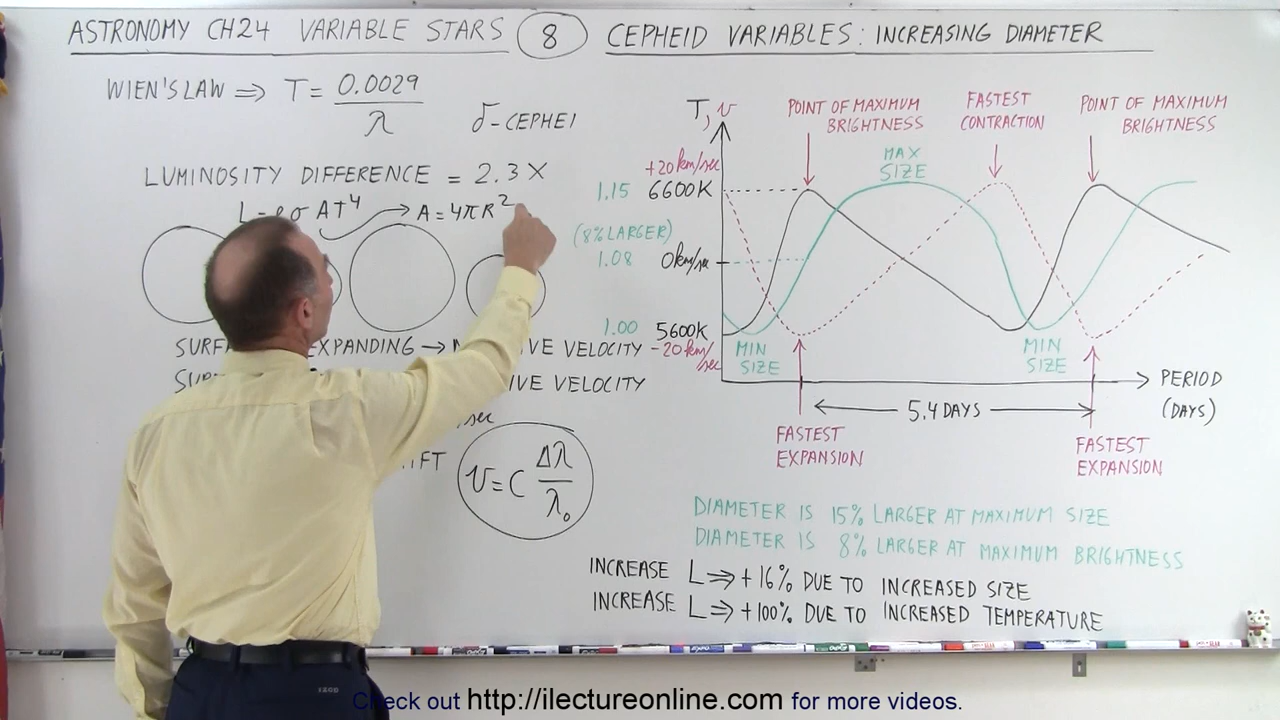 ASTRONOMY CH24 VARIABLE STARS 8 CEPHEID VARIABLES: INCREASING DIAMETER
WIEN'S LAW ⇒ T = 0.0029 / λ
δ-CEPHEI
LUMINOSITY DIFFERENCE = 2.3 X
L = eσ AT⁴ → A = 4πR²
EXPANDING →
VE VELOCITY
IVE VELOCITY
v = C Δλ / λ₀
T, v
+20 km/sec
1.15 6600K
(8% LARGER)
1.08 0 km/sec
1.00 5600K
-20 km/sec
POINT OF MAXIMUM
BRIGHTNESS
FASTEST
CONTRACTION
POINT OF MAXIMUM
BRIGHTNESS
MAX
SIZE
MIN
SIZE
MIN
SIZE
PERIOD
(DAYS)
5.4 DAYS
FASTEST
EXPANSION
FASTEST
EXPANSION
DIAMETER IS 15% LARGER AT MAXIMUM SIZE
DIAMETER IS 8% LARGER AT MAXIMUM BRIGHTNESS
INCREASE L ⇒ +16% DUE TO INCREASED SIZE
INCREASE L ⇒ +100% DUE TO INCREASED TEMPERATURE
IZOD
Check out http://ilectureonline.com for more videos.